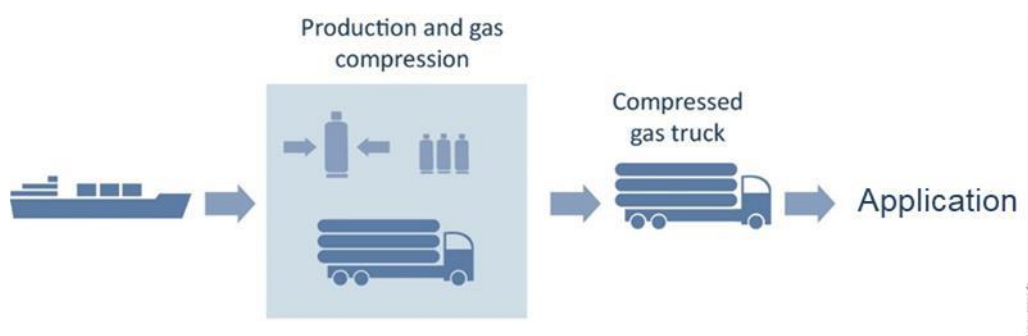 Production and gas
compression
Compressed
gas truck
Application